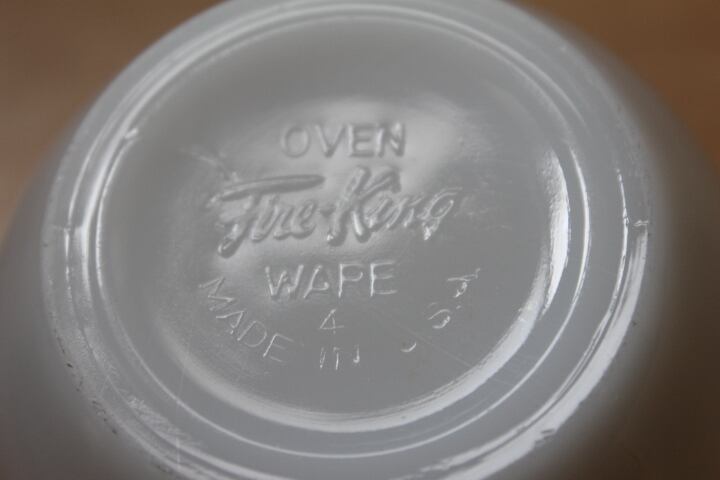 OVEN
Fire-King
WARE
4
MADE IN U.S.A.